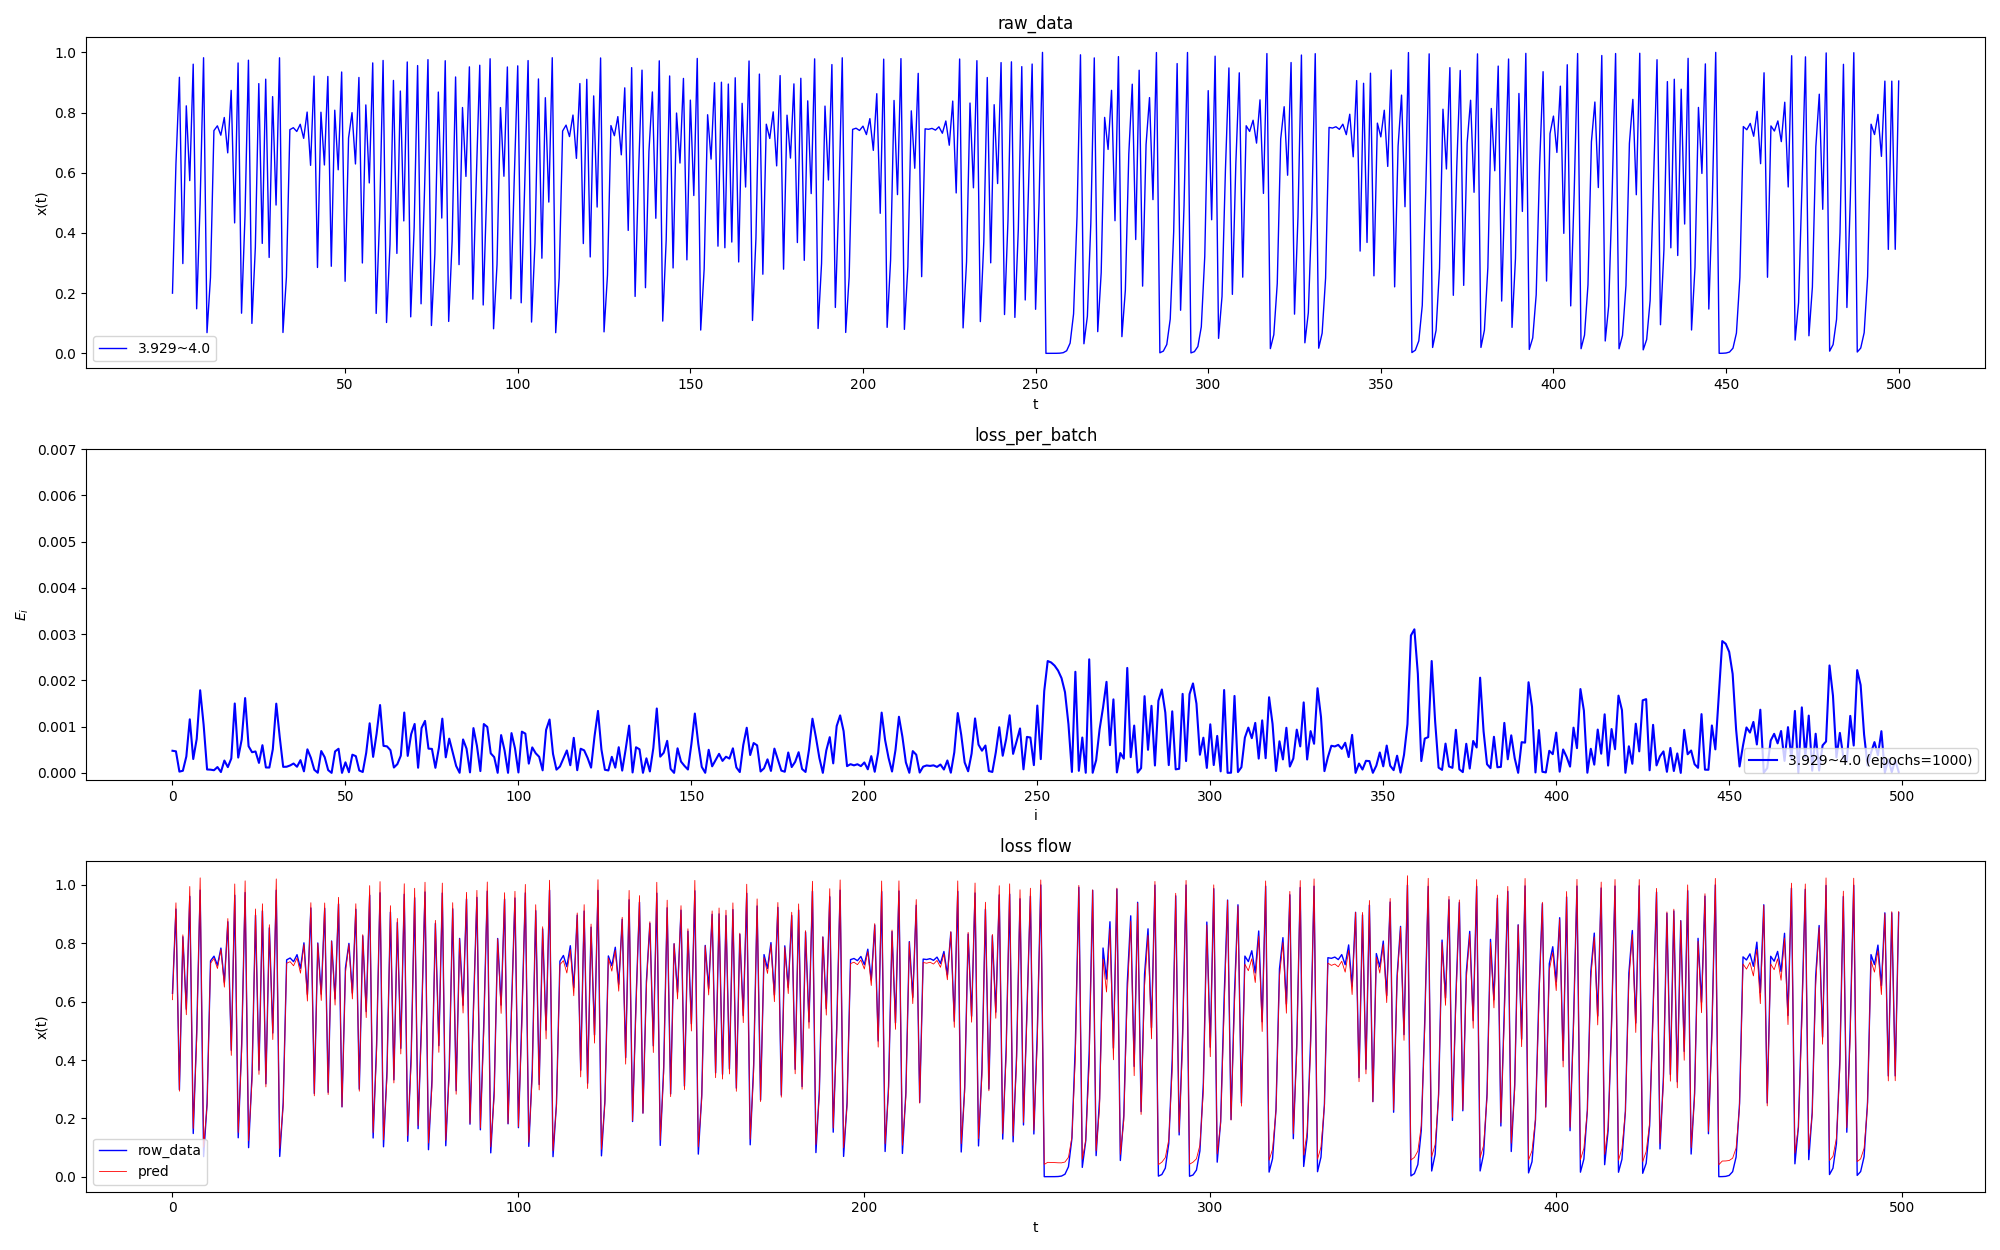 raw_data
x(t)
1.0
0.8
0.6
0.4
0.2
0.0
3.929~4.0
50 100 150 200 250 300 350 400 450 500
t
loss_per_batch
E_i
0.007
0.006
0.005
0.004
0.003
0.002
0.001
0.000
3.929~4.0 (epochs=1000)
0 50 100 150 200 250 300 350 400 450 500
i
loss flow
x(t)
1.0
0.8
0.6
0.4
0.2
0.0
row_data
pred
0 100 200 300 400 500
t